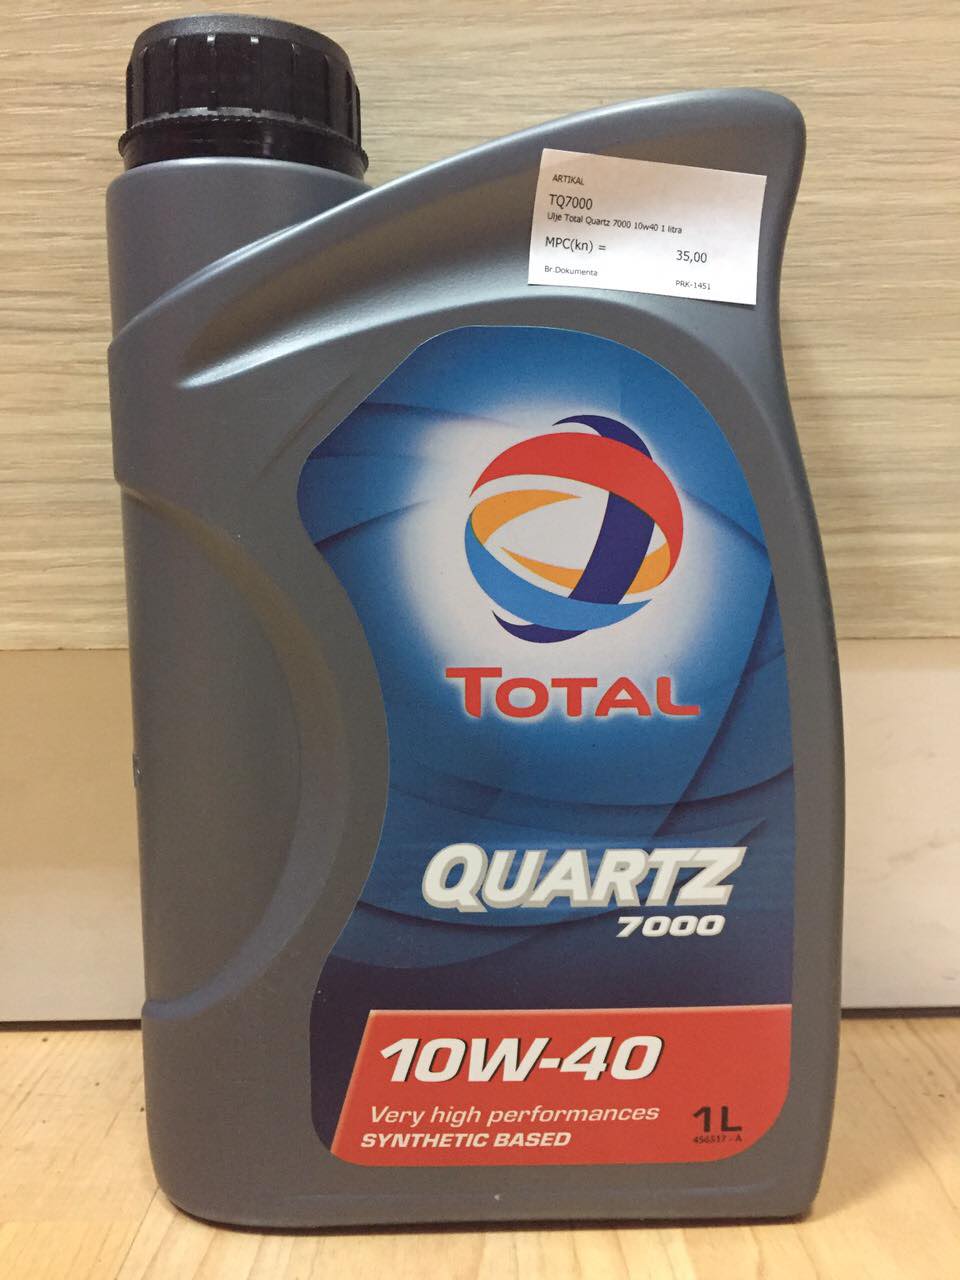 ARTIKAL
TQ7000
Ulje Total Quartz 7000 10w40 1 litra
MPC(kn) = 35,00
Br.Dokumenta
PRK-1451
TOTAL
QUARTZ
7000
10W-40
Very high performances
SYNTHETIC BASED
1L
456517 - A